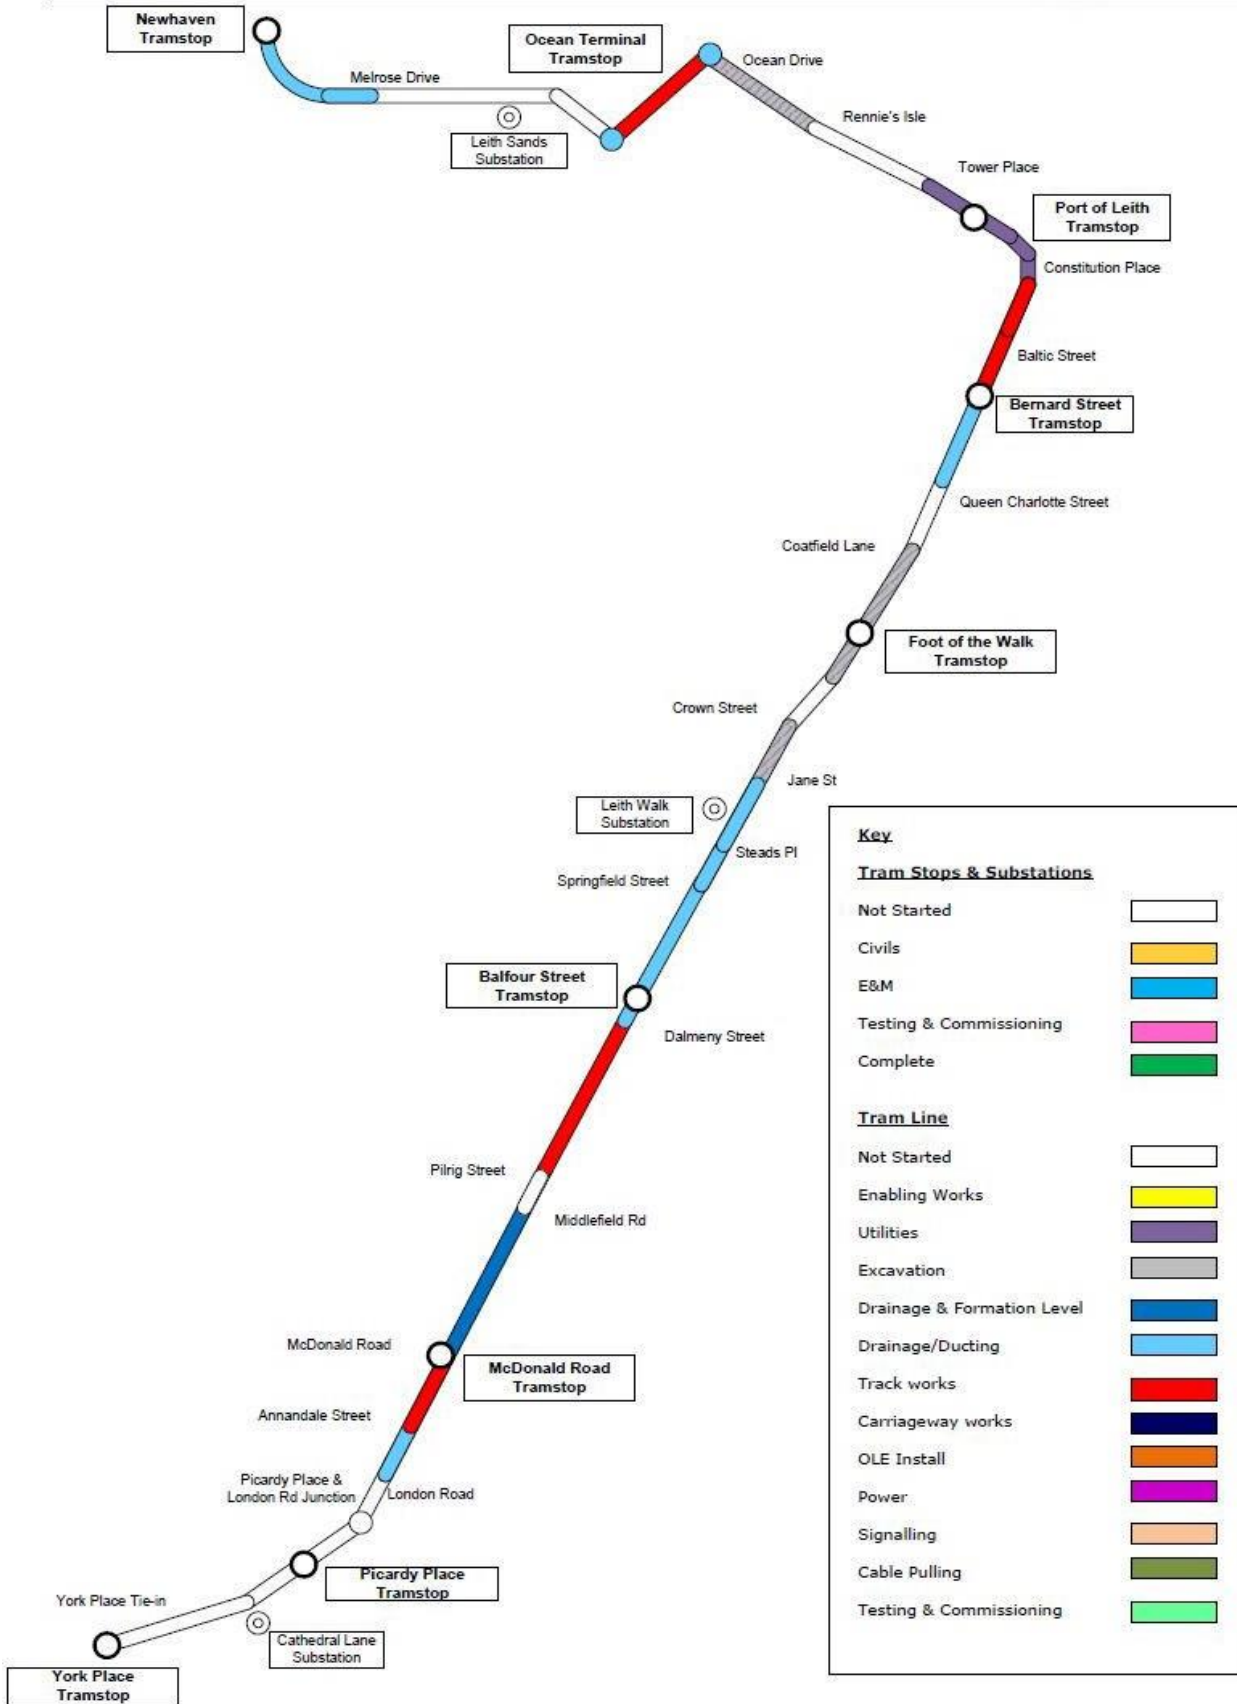 Newhaven
Tramstop
Ocean Terminal
Tramstop
Ocean Drive
Melrose Drive
Rennie's Isle
Leith Sands
Substation
Tower Place
Port of Leith
Tramstop
Constitution Place
Baltic Street
Bernard Street
Tramstop
Queen Charlotte Street
Coatfield Lane
Foot of the Walk
Tramstop
Crown Street
Jane St
Leith Walk
Substation
Steads Pl
Springfield Street
Balfour Street
Tramstop
Dalmeny Street
Pilrig Street
Middlefield Rd
McDonald Road
McDonald Road
Tramstop
Annandale Street
Picardy Place &
London Rd Junction
London Road
Picardy Place
Tramstop
York Place Tie-in
Cathedral Lane
Substation
York Place
Tramstop
Key
Tram Stops & Substations
Not Started
Civils
E&M
Testing & Commissioning
Complete
Tram Line
Not Started
Enabling Works
Utilities
Excavation
Drainage & Formation Level
Drainage/Ducting
Track works
Carriageway works
OLE Install
Power
Signalling
Cable Pulling
Testing & Commissioning